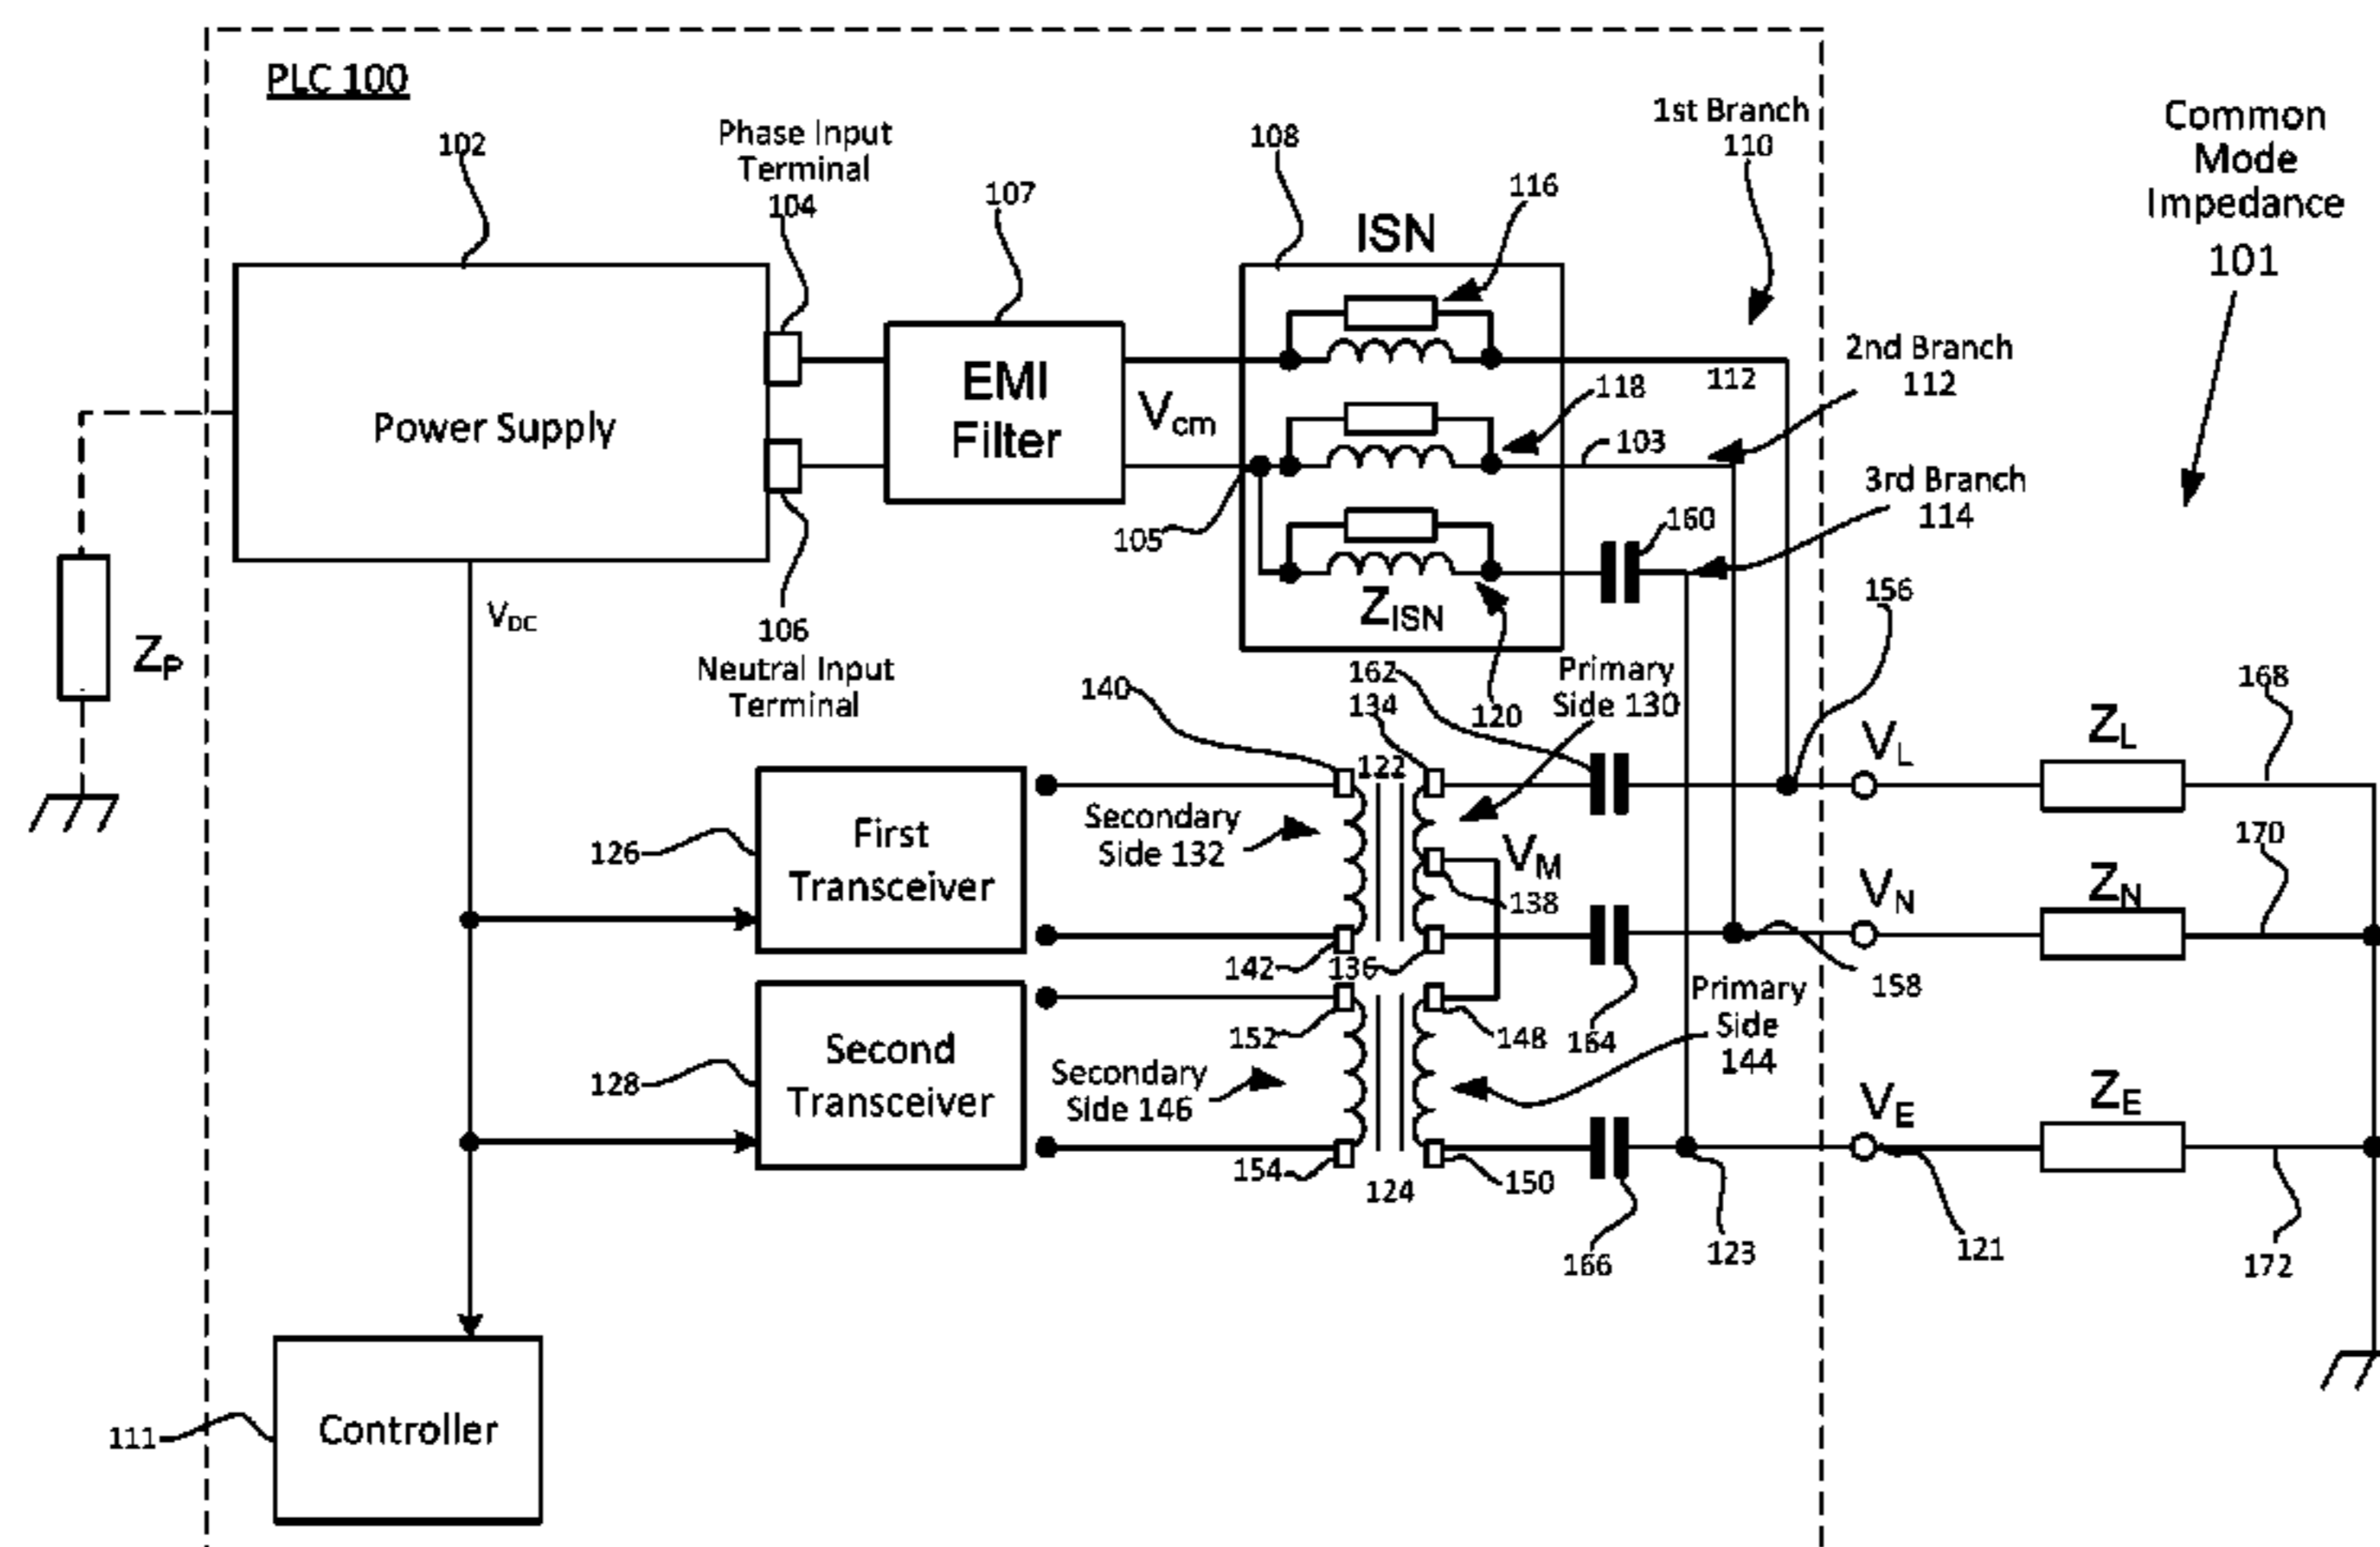 PLC 100
102
Phase Input
Terminal
104
107
108
ISN
116
1st Branch
110
Common
Mode
Impedance
101
Power Supply
EMI
Filter
Vcm
112
2nd Branch
112
118
103
3rd Branch
114
105
160
ZISN
120
ZP
VDC
106
Neutral Input
Terminal
140
162
134
Primary
Side 130
156
168
VL
ZL
122
126
First
Transceiver
Secondary
Side 132
VM
138
VN
ZN
170
142
136
158
128
Second
Transceiver
152
148
164
Primary
Side
144
Secondary
Side 146
VE
ZE
154
124
150
166
123
121
172
111
Controller